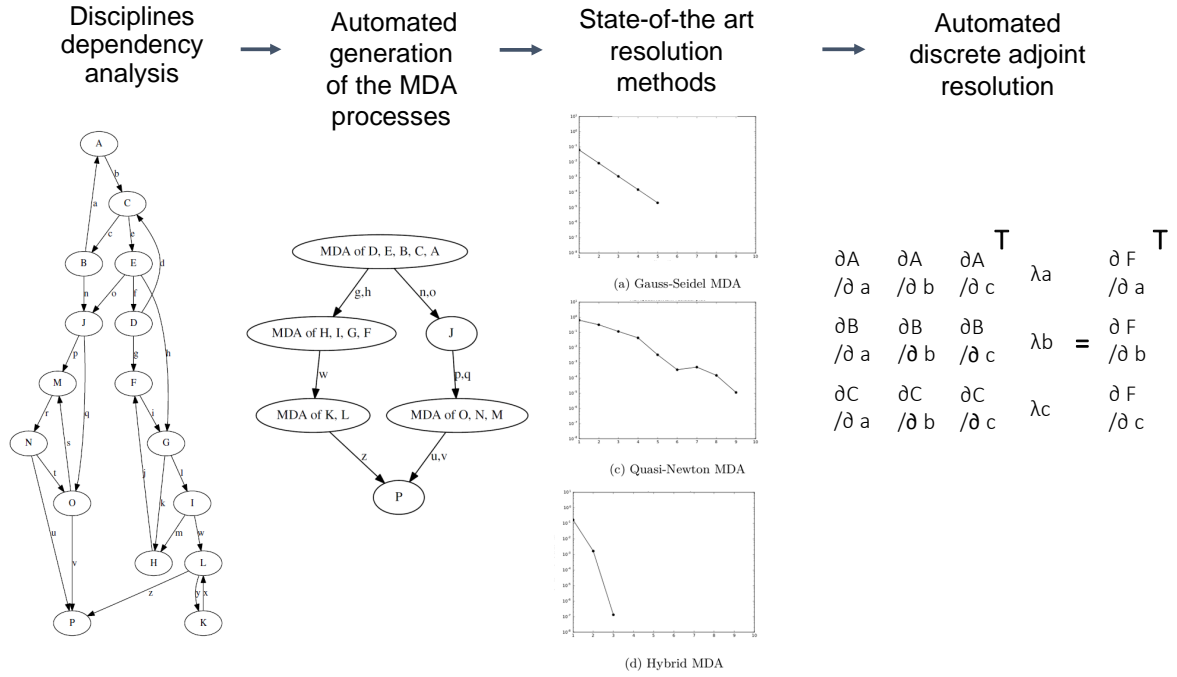 Disciplines
dependency
analysis
Automated
generation
of the MDA
processes
State-of-the art
resolution
methods
Automated
discrete adjoint
resolution
A
b
a
C
c
e
d
B
E
n
o
f
J
D
p
g
h
M
F
r
q
i
s
N
G
t
j
l
k
O
I
u
m
w
v
H
L
z
y
x
P
K
MDA of D, E, B, C, A
g,h
n,o
MDA of H, I, G, F
J
w
p,q
MDA of K, L
MDA of O, N, M
z
u,v
P
(a) Gauss-Seidel MDA
(c) Quasi-Newton MDA
(d) Hybrid MDA
T
T
∂A ∂A ∂A
/∂ a /∂ b /∂ c
λa
∂ F
/∂ a
∂B ∂B ∂B
/∂ a /∂ b /∂ c
λb =
∂ F
/∂ b
∂C ∂C ∂C
/∂ a /∂ b /∂ c
λc
∂ F
/∂ c